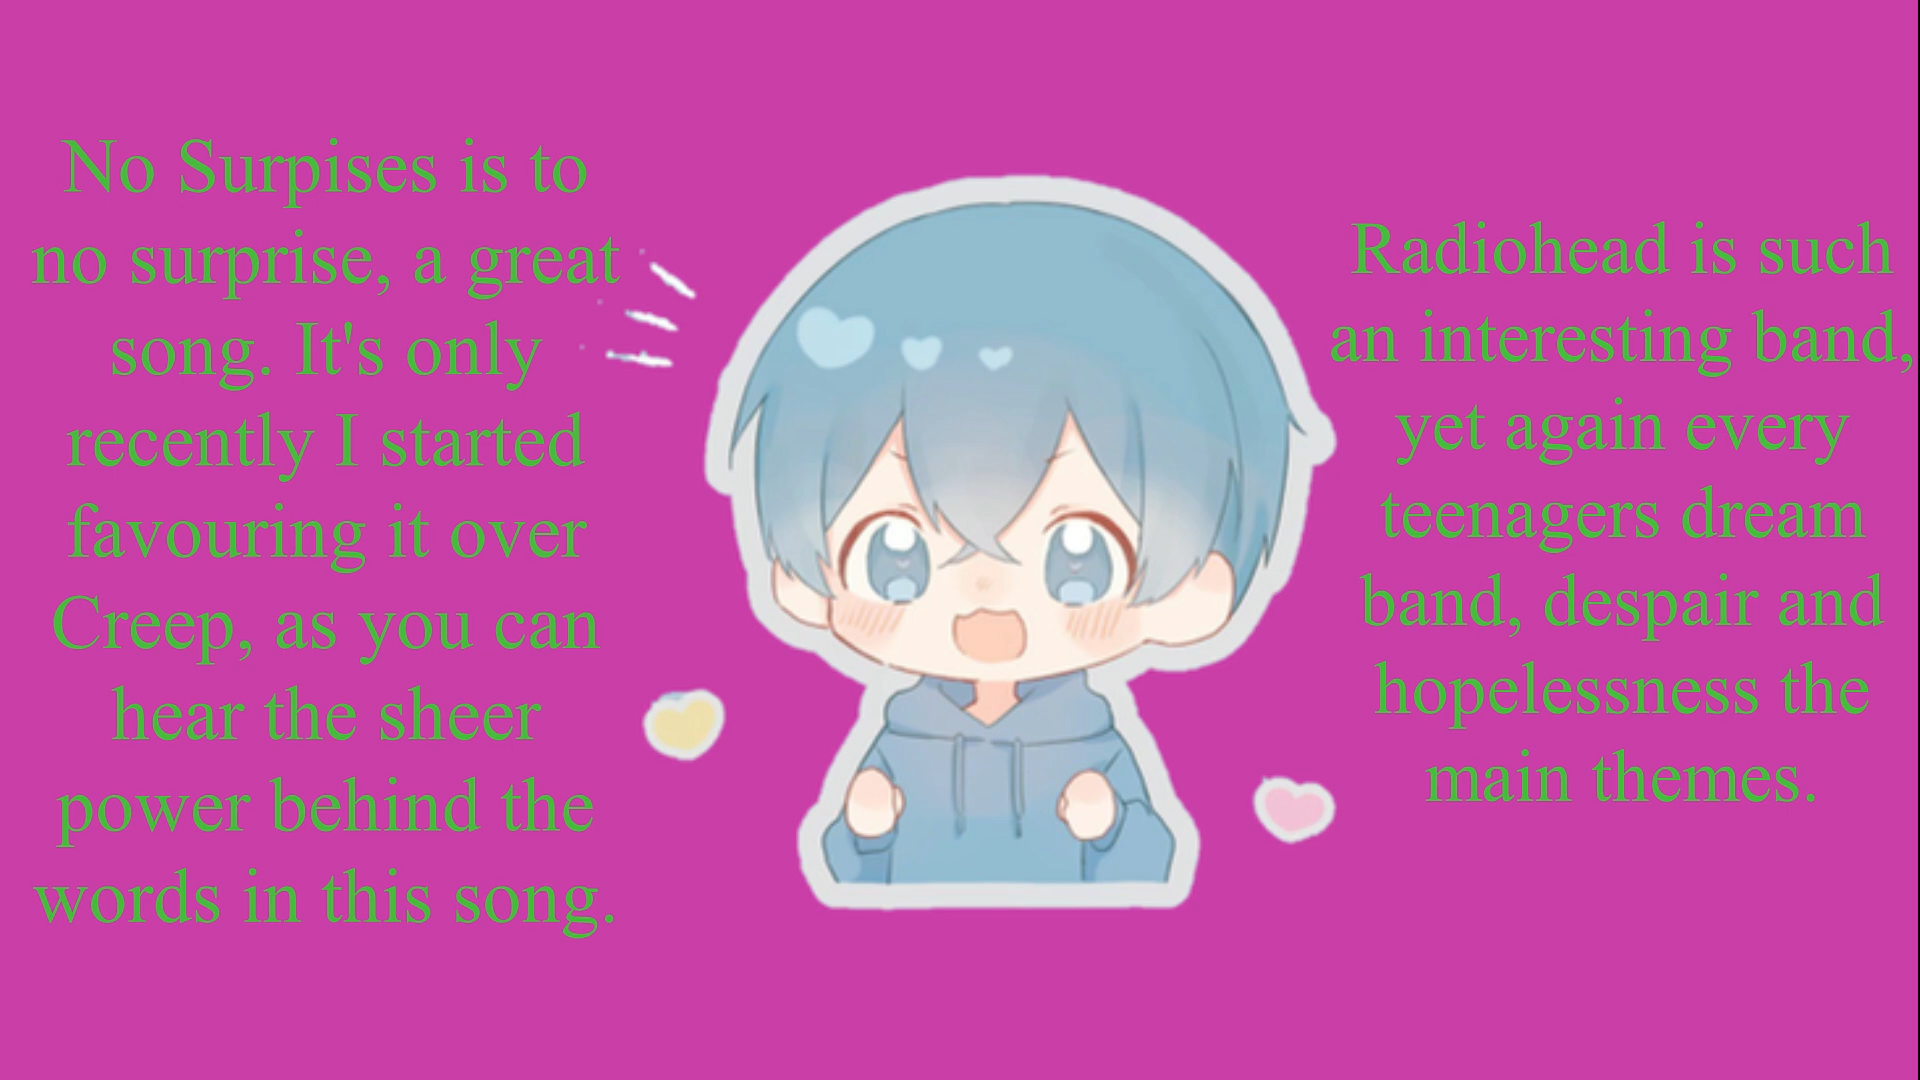 No Surpises is to
no surprise, a great
song. It's only
recently I started
favouring it over
Creep, as you can
hear the sheer
power behind the
words in this song.
Radiohead is such
an interesting band,
yet again every
teenagers dream
band, despair and
hopelessness the
main themes.